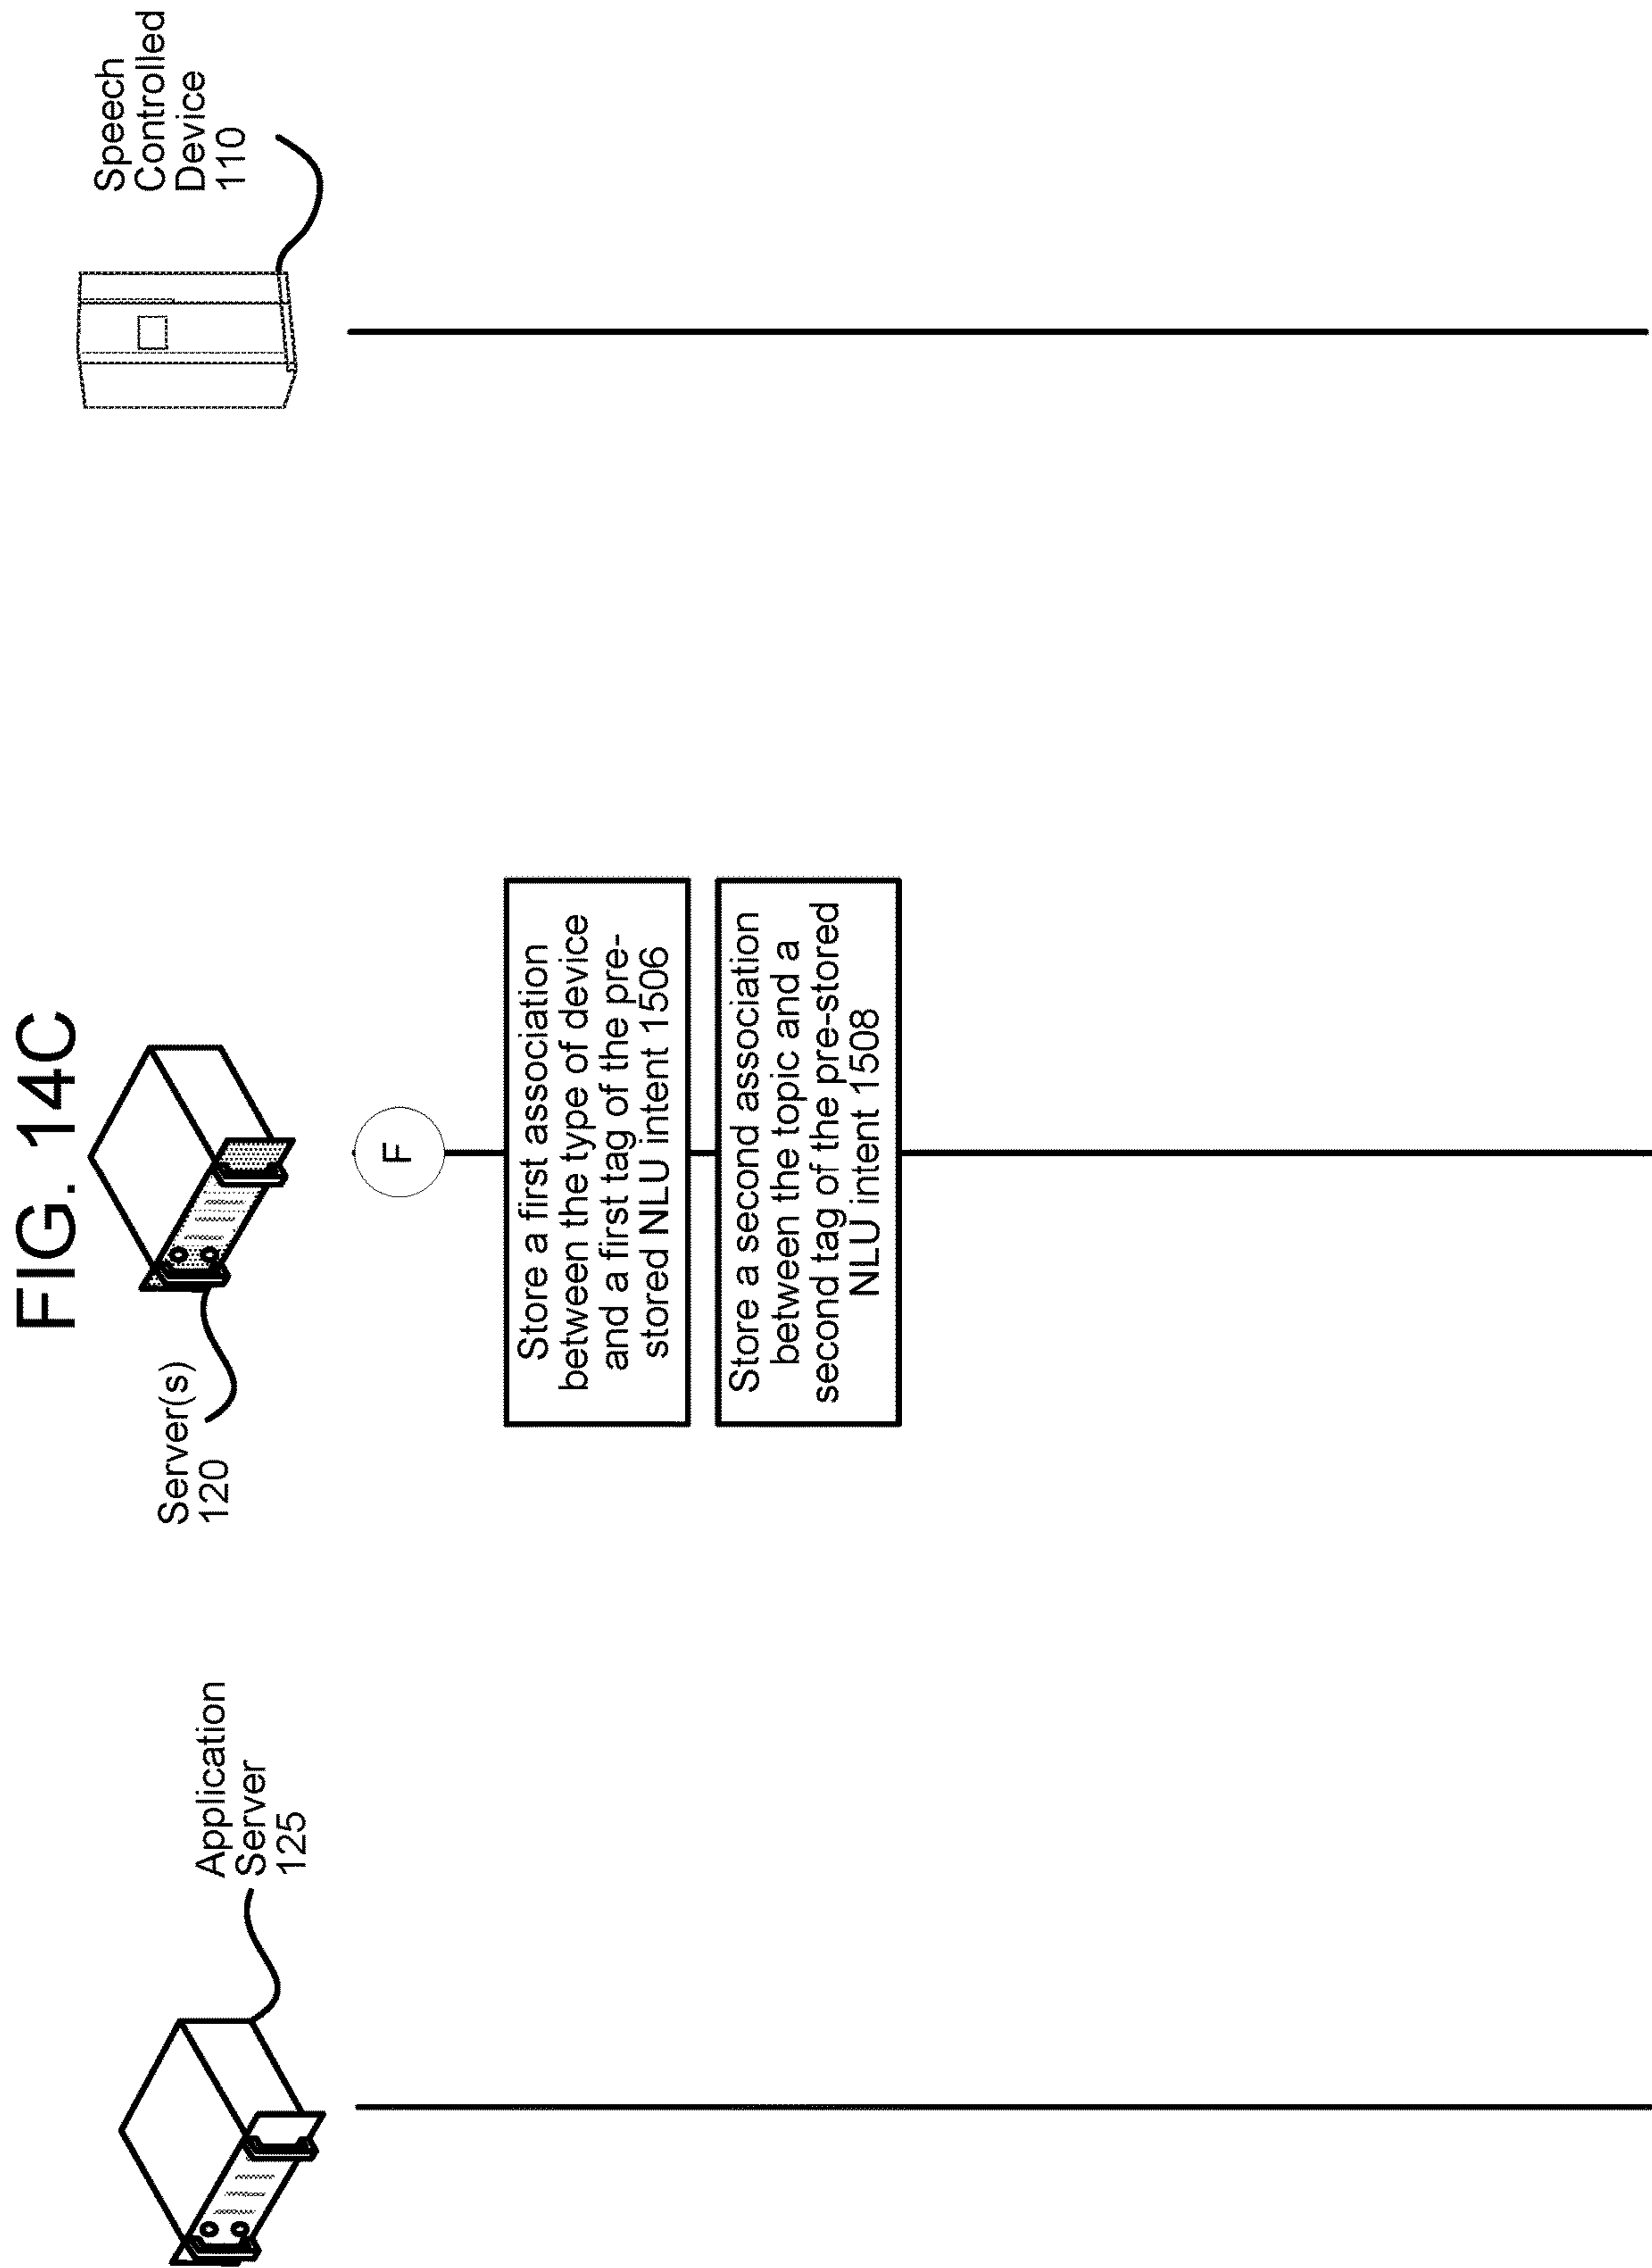 FIG. 14C
Application
Server
125
Server(s)
120
Speech
Controlled
Device
110
F
Store a first association
between the type of device
and a first tag of the pre-
stored NLU intent 1506
Store a second association
between the topic and a
second tag of the pre-stored
NLU intent 1508